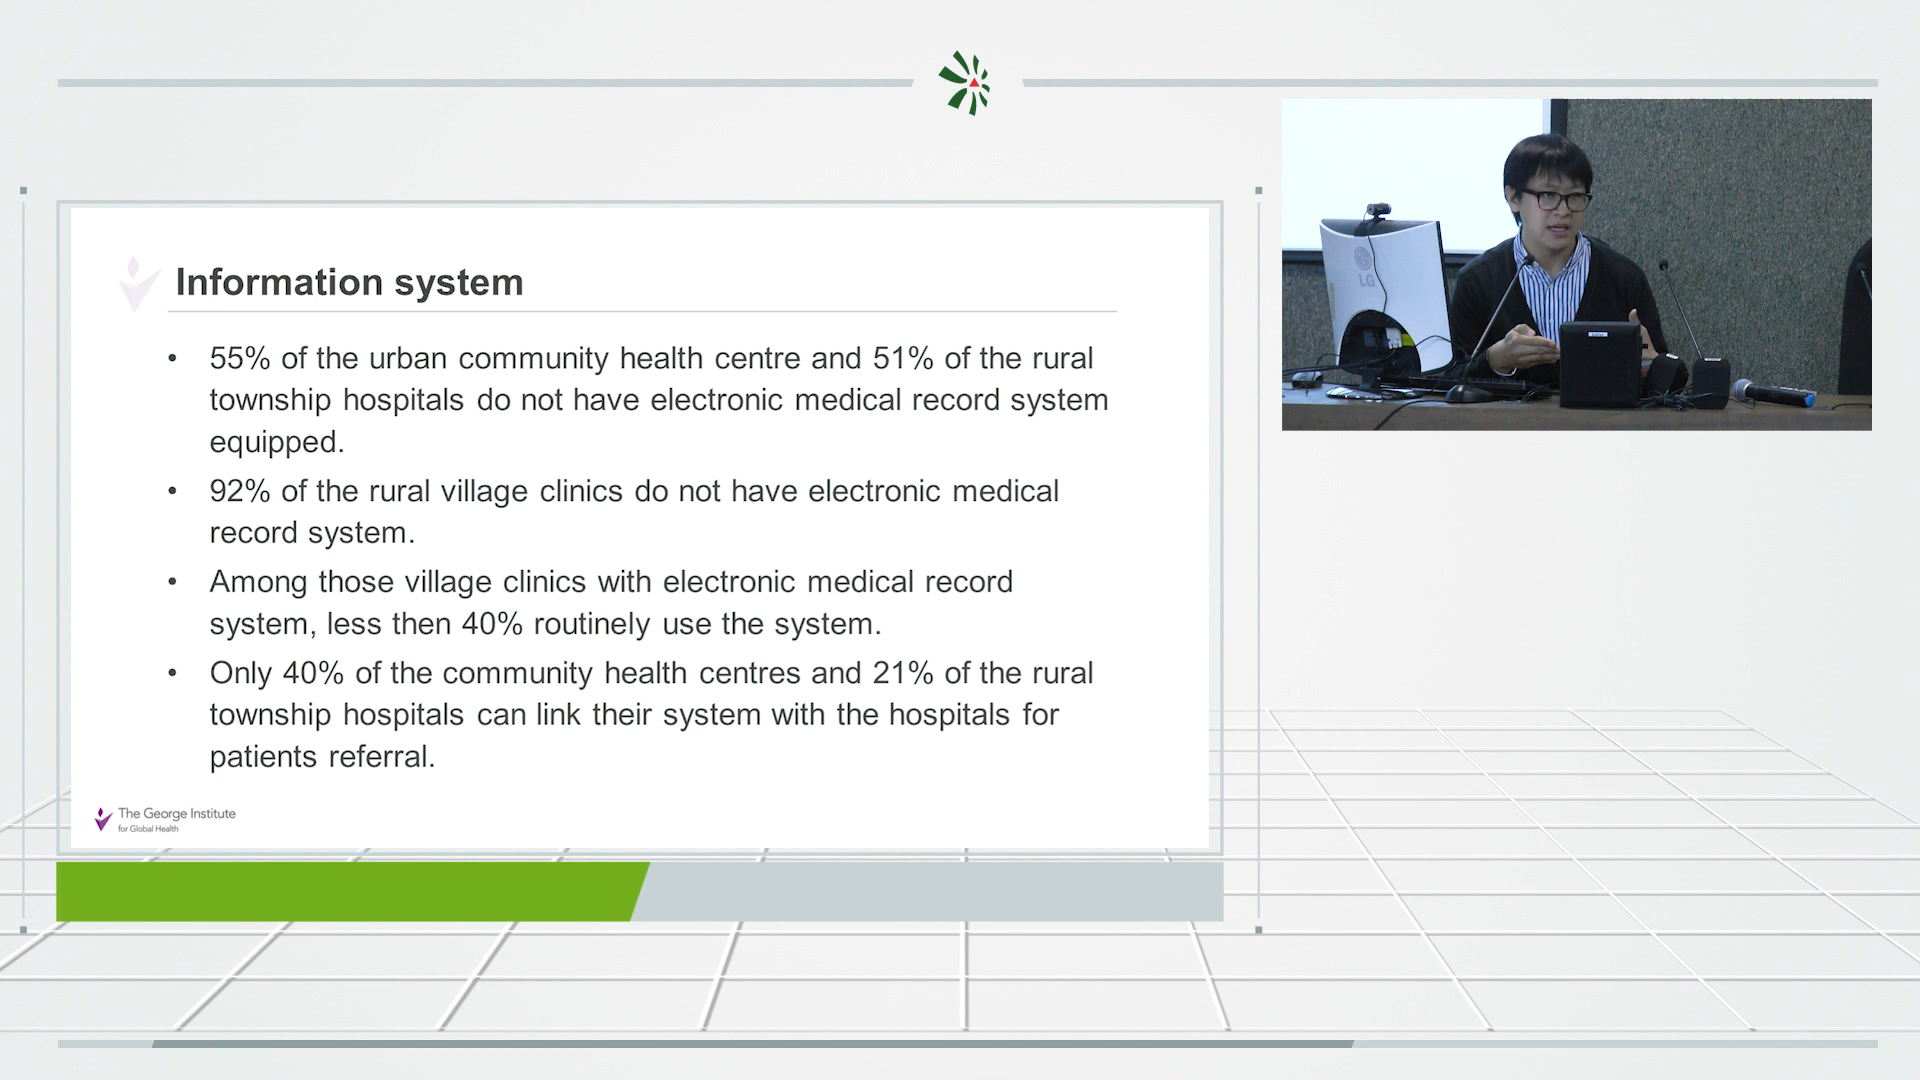 Information system
• 55% of the urban community health centre and 51% of the rural
township hospitals do not have electronic medical record system
equipped.
• 92% of the rural village clinics do not have electronic medical
record system.
• Among those village clinics with electronic medical record
system, less then 40% routinely use the system.
• Only 40% of the community health centres and 21% of the rural
township hospitals can link their system with the hospitals for
patients referral.
The George Institute
for Global Health
LG